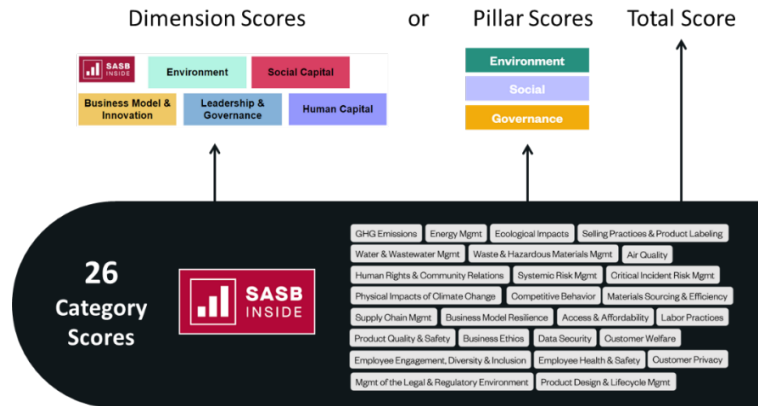 Dimension Scores or Pillar Scores Total Score
SASB
INSIDE
Environment
Social Capital
Business Model &
Innovation
Leadership &
Governance
Human Capital
Environment
Social
Governance
26
Category
Scores
SASB
INSIDE
GHG Emissions Energy Mgmt Ecological Impacts Selling Practices & Product Labeling
Water & Wastewater Mgmt Waste & Hazardous Materials Mgmt Air Quality
Human Rights & Community Relations Systemic Risk Mgmt Critical Incident Risk Mgmt
Physical Impacts of Climate Change Competitive Behavior Materials Sourcing & Efficiency
Supply Chain Mgmt Business Model Resilience Access & Affordability Labor Practices
Product Quality & Safety Business Ethics Data Security Customer Welfare
Employee Engagement, Diversity & Inclusion Employee Health & Safety Customer Privacy
Mgmt of the Legal & Regulatory Environment Product Design & Lifecycle Mgmt